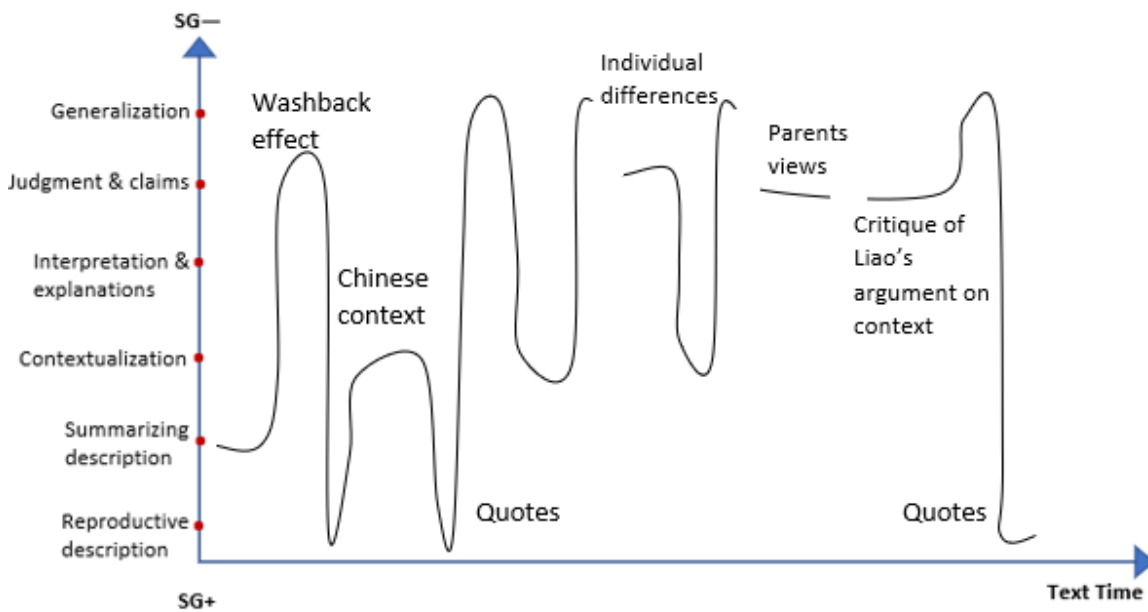 SG—
Generalization
Judgment & claims
Interpretation &
explanations
Contextualization
Summarizing
description
Reproductive
description
SG+
Washback
effect
Chinese
context
Quotes
Individual
differences
Parents
views
Critique of
Liao's
argument on
context
Quotes
Text Time